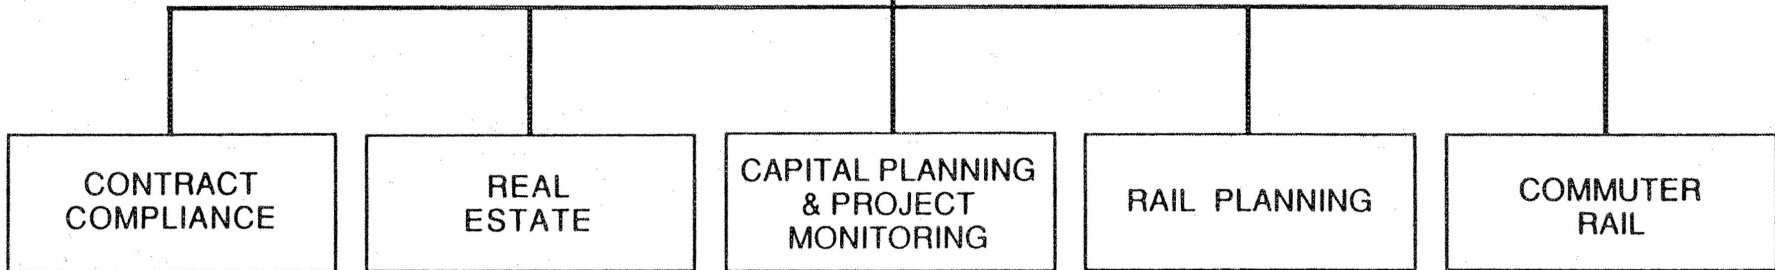 CONTRACT
COMPLIANCE
REAL
ESTATE
CAPITAL PLANNING
& PROJECT
MONITORING
RAIL PLANNING
COMMUTER
RAIL